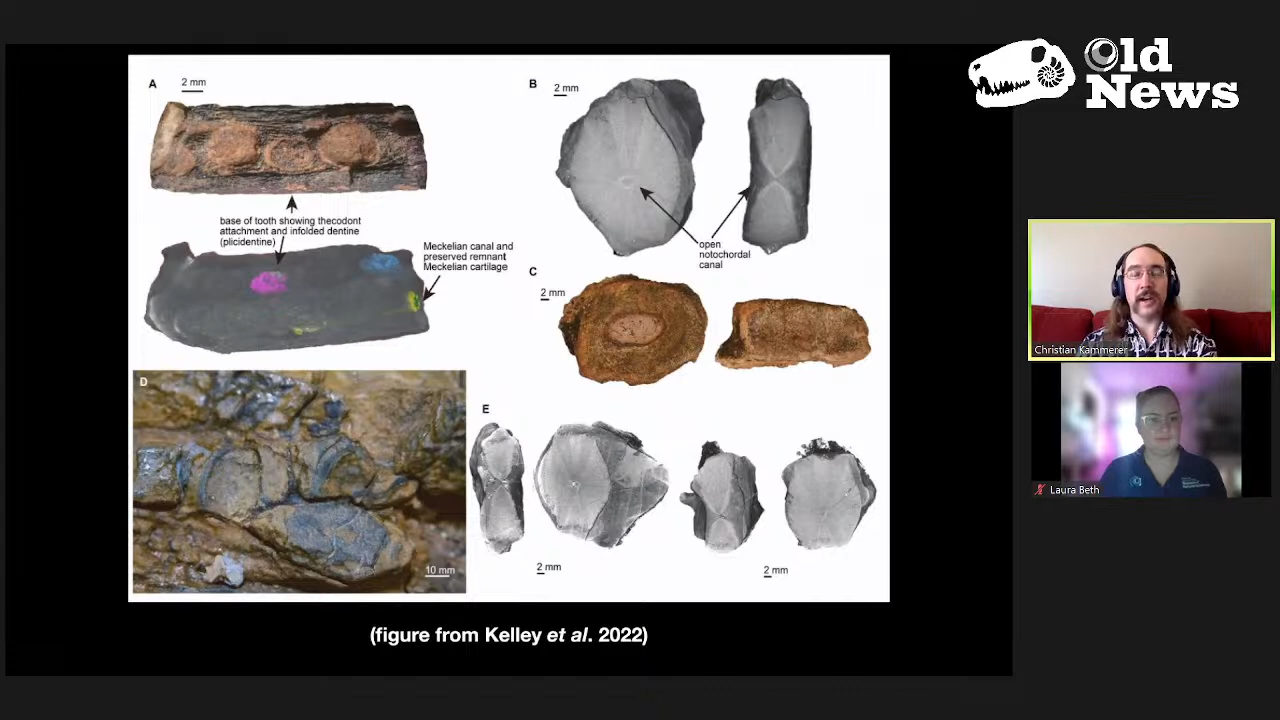 Old
News
A
2 mm
B
2 mm
base of tooth showing thecodont
attachment and infolded dentine
(plicidentine)
Meckelian canal and
preserved remnant
Meckelian cartilage
open
notochordal
canal
C
2 mm
D
10 mm
E
2 mm
2 mm
(figure from Kelley et al. 2022)
Christian Kammerer
Laura Beth